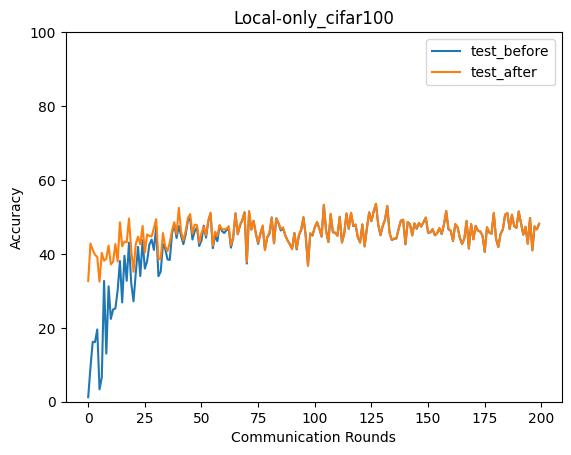 Local-only_cifar100
100
80
60
40
20
0
Accuracy
test_before
test_after
0 25 50 75 100 125 150 175 200
Communication Rounds